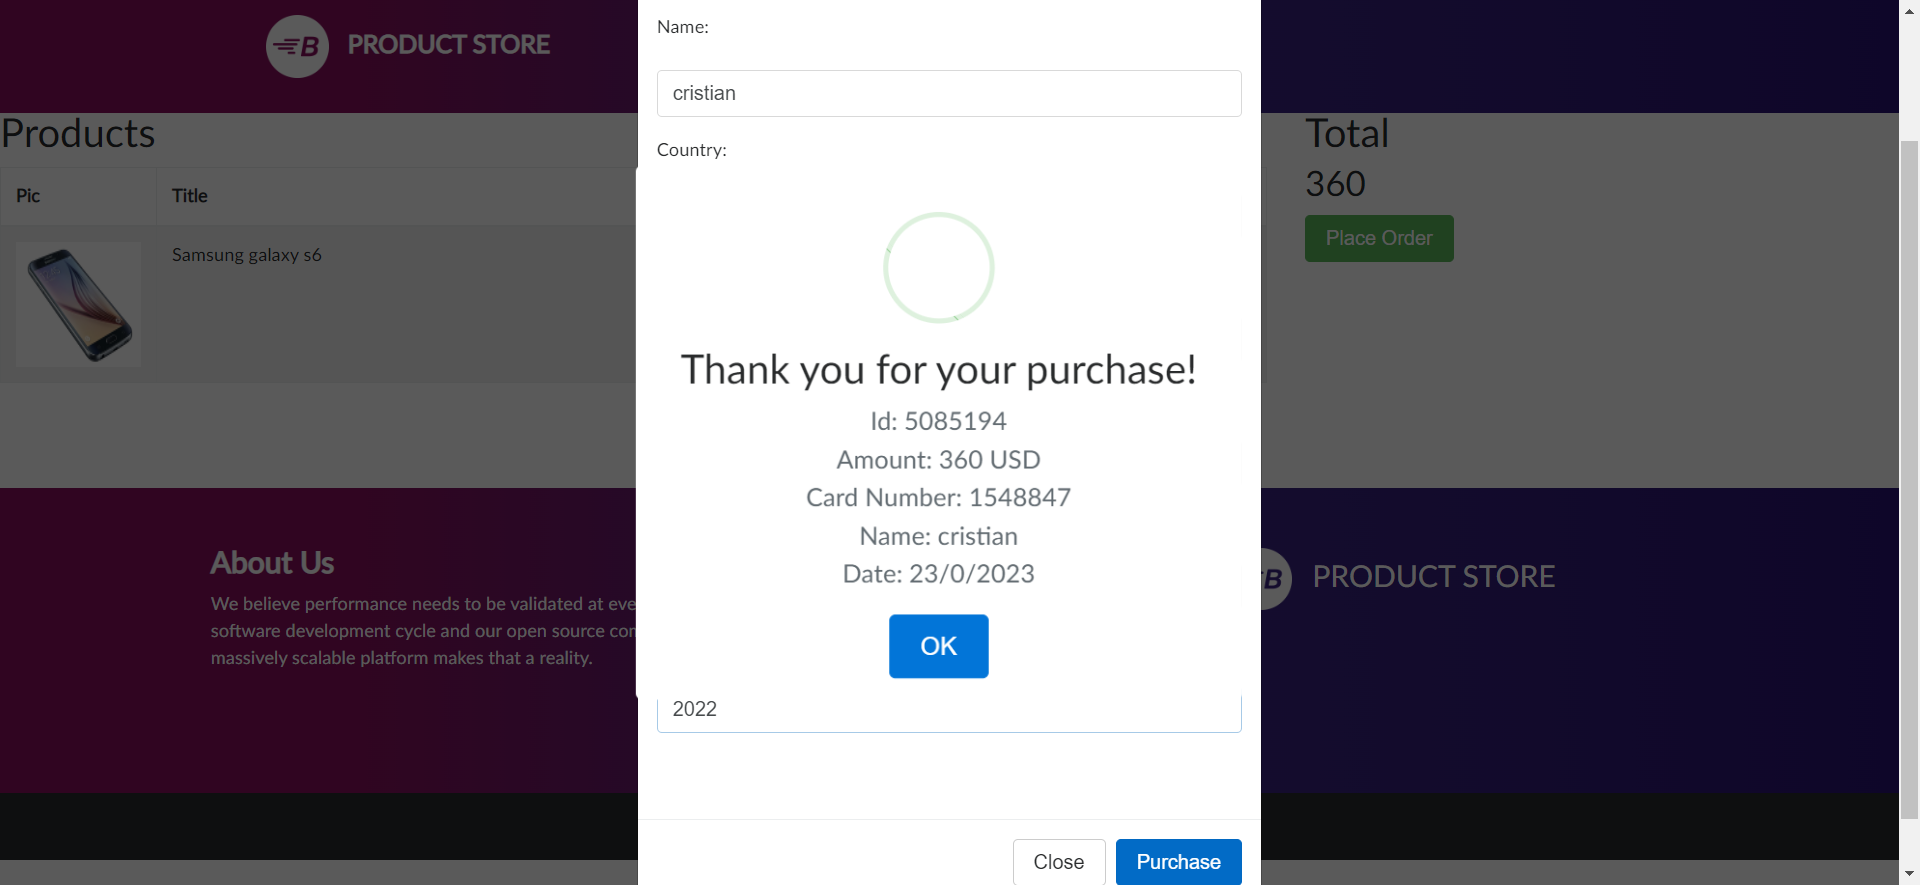 B PRODUCT STORE
Products
Pic Title
Samsung galaxy s6
Name:
cristian
Country:
Thank you for your purchase!
Id: 5085194
Amount: 360 USD
Card Number: 1548847
Name: cristian
Date: 23/0/2023
OK
2022
Close Purchase
Total
360
Place Order
About Us
We believe performance needs to be validated at eve
software development cycle and our open source com
massively scalable platform makes that a reality.
B PRODUCT STORE